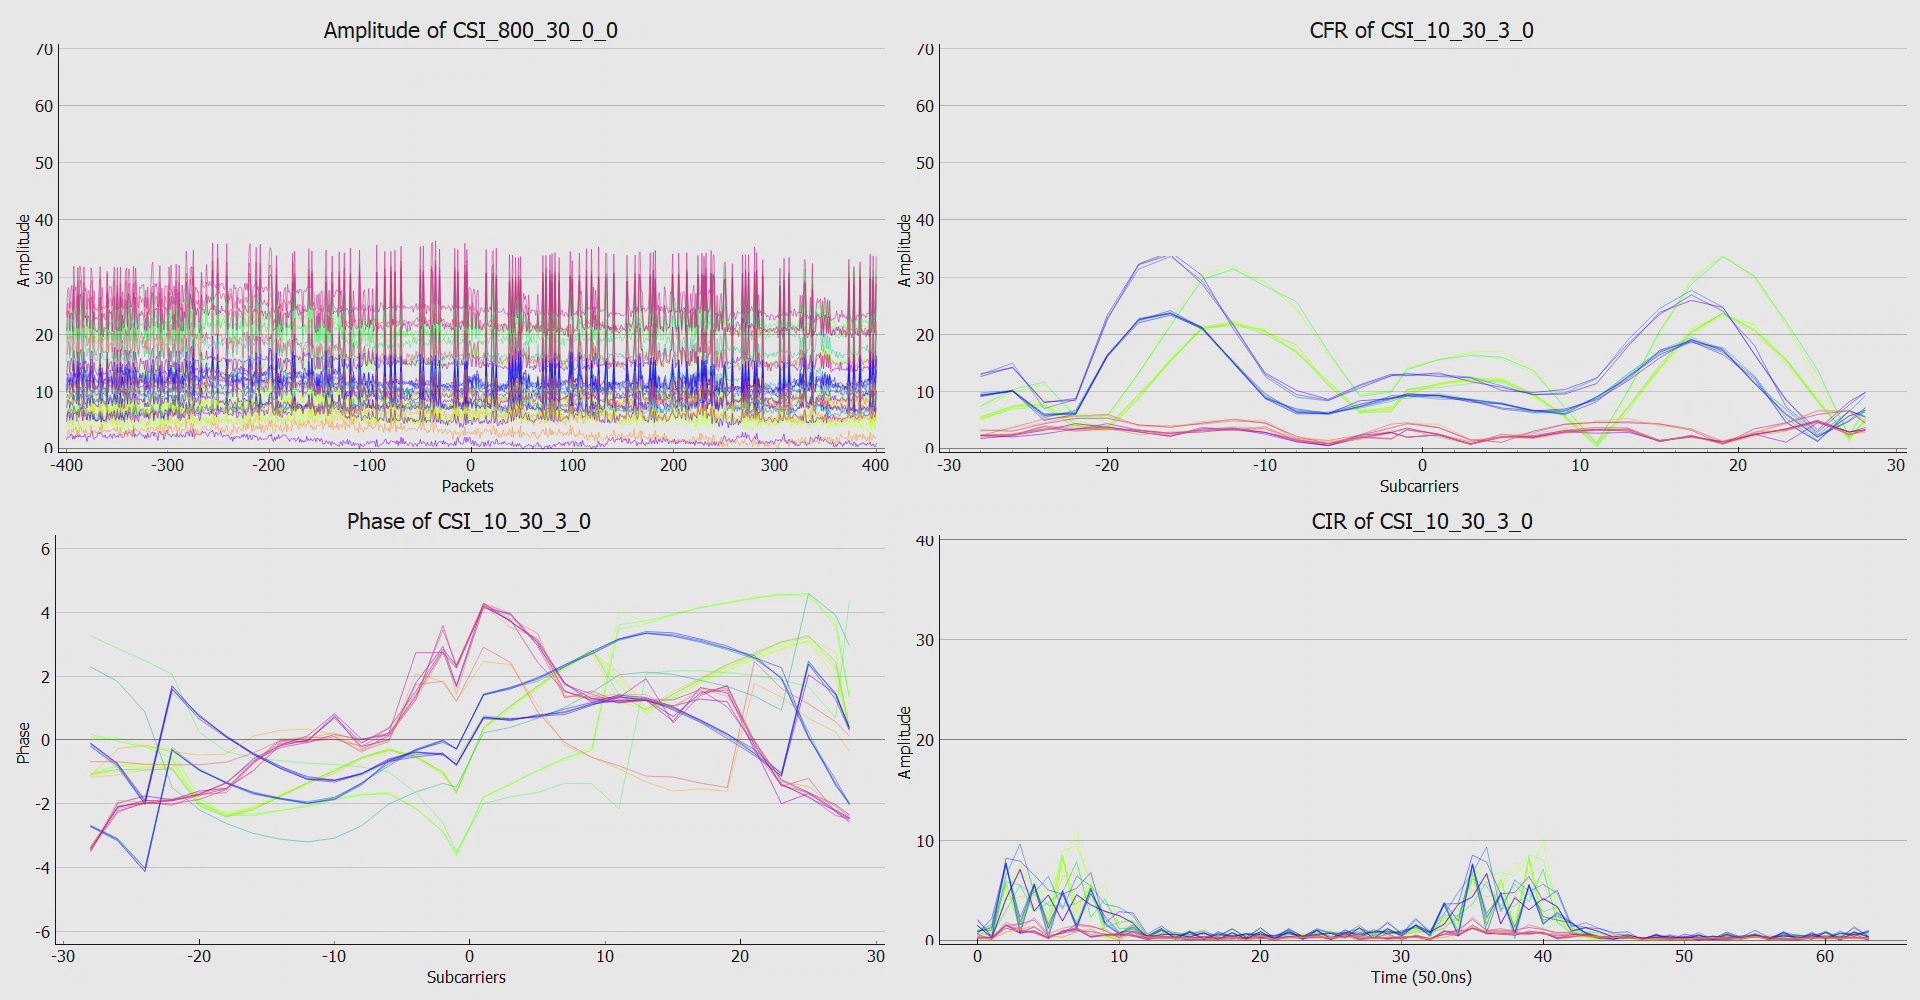 Amplitude of CSI_800_30_0_0
70
60
50
40
30
20
10
0
Amplitude
-400 -300 -200 -100 0 100 200 300 400
Packets
CFR of CSI_10_30_3_0
70
60
50
40
30
20
10
0
Amplitude
-30 -20 -10 0 10 20 30
Subcarriers
Phase of CSI_10_30_3_0
6
4
2
0
-2
-4
-6
Phase
-30 -20 -10 0 10 20 30
Subcarriers
CIR of CSI_10_30_3_0
40
30
20
10
0
Amplitude
0 10 20 30 40 50 60
Time (50.0ns)